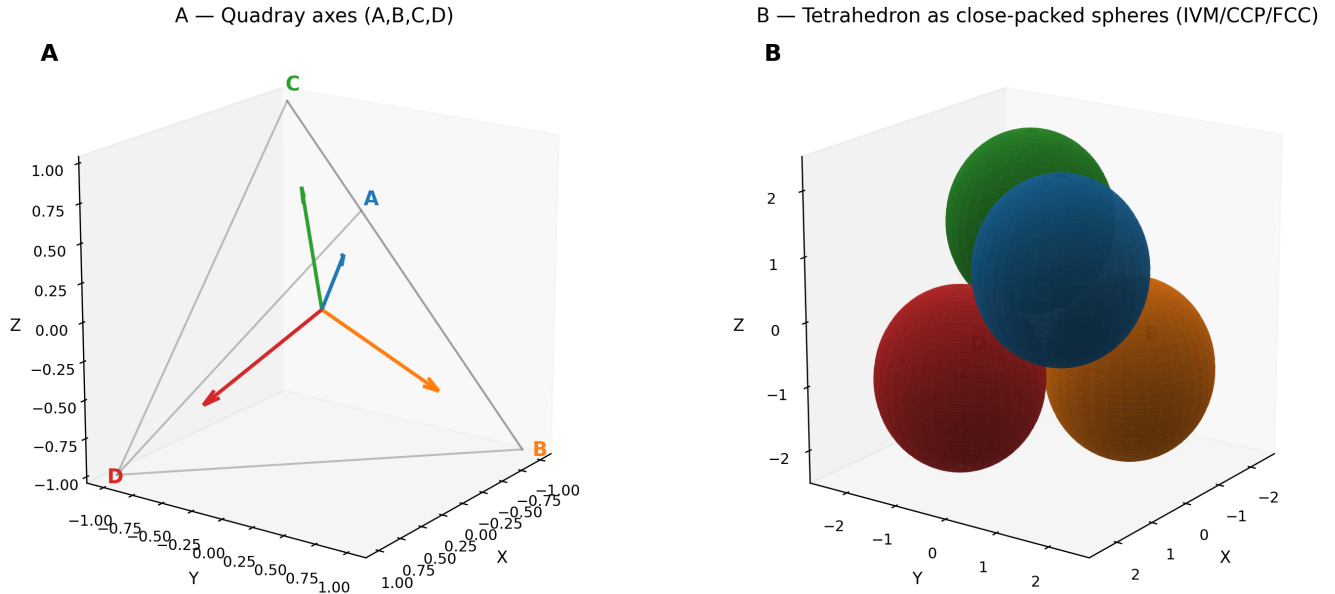 A — Quadray axes (A,B,C,D)
A
C
A
B
D
1.00
0.75
0.50
0.25
0.00
−0.25
−0.50
−0.75
−1.00
Z
−1.00
−0.75
−0.50
−0.25
0.00
0.25
0.50
0.75
1.00
Y
−1.00
−0.75
−0.50
−0.25
0.00
0.25
0.50
0.75
1.00
X
B — Tetrahedron as close-packed spheres (IVM/CCP/FCC)
B
D
B
2
1
0
−1
−2
Z
−2
−1
0
1
2
Y
−2
−1
0
1
2
X